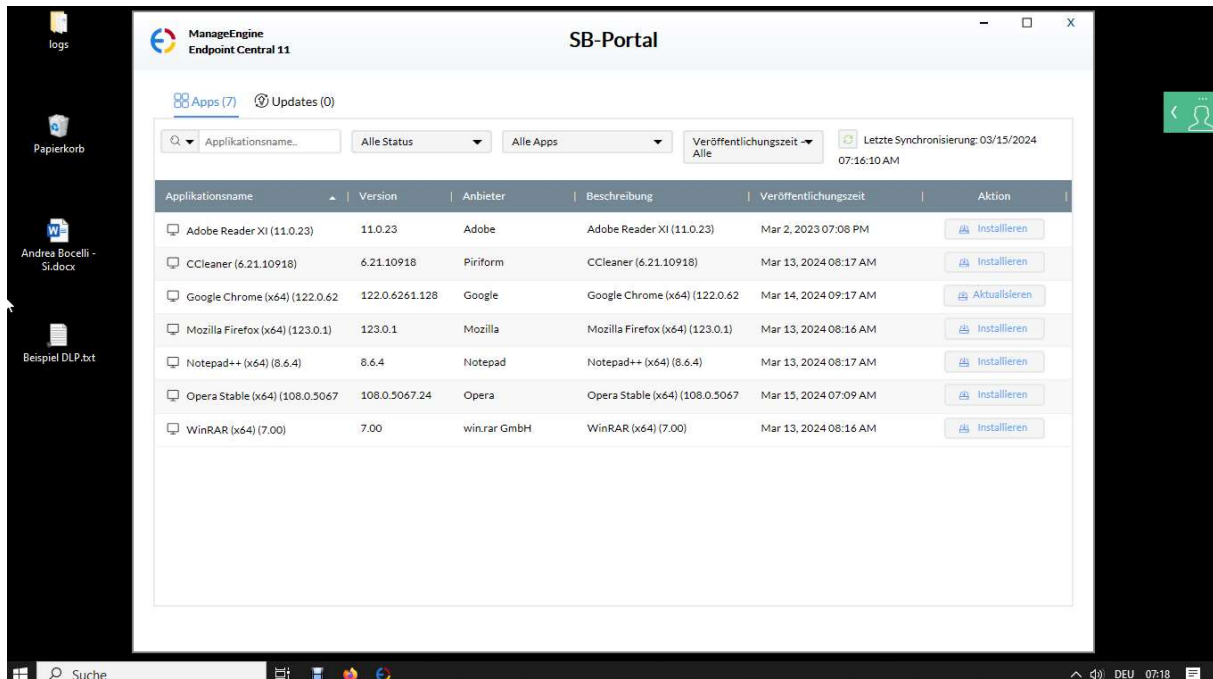 logs
Papierkorb
Andrea Bocelli -
Si.docx
Beispiel DLP.txt
ManageEngine
Endpoint Central 11
SB-Portal
X
Apps (7) Updates (0)
Applikationsname.. Alle Status Alle Apps Veröffentlichungszeit -
Alle
Letzte Synchronisierung: 03/15/2024
07:16:10 AM
Applikationsname Version Anbieter Beschreibung Veröffentlichungszeit Aktion
Adobe Reader XI (11.0.23) 11.0.23 Adobe Adobe Reader XI (11.0.23) Mar 2, 2023 07:08 PM Installieren
CCleaner (6.21.10918) 6.21.10918 Piriform CCleaner (6.21.10918) Mar 13, 2024 08:17 AM Installieren
Google Chrome (x64) (122.0.62 122.0.6261.128 Google Google Chrome (x64) (122.0.62 Mar 14, 2024 09:17 AM Aktualisieren
Mozilla Firefox (x64) (123.0.1) 123.0.1 Mozilla Mozilla Firefox (x64) (123.0.1) Mar 13, 2024 08:16 AM Installieren
Notepad++ (x64) (8.6.4) 8.6.4 Notepad Notepad++ (x64) (8.6.4) Mar 13, 2024 08:17 AM Installieren
Opera Stable (x64) (108.0.5067 108.0.5067.24 Opera Opera Stable (x64) (108.0.5067 Mar 15, 2024 07:09 AM Installieren
WinRAR (x64) (7.00) 7.00 win.rar GmbH WinRAR (x64) (7.00) Mar 13, 2024 08:16 AM Installieren
Suche DEU 07:18